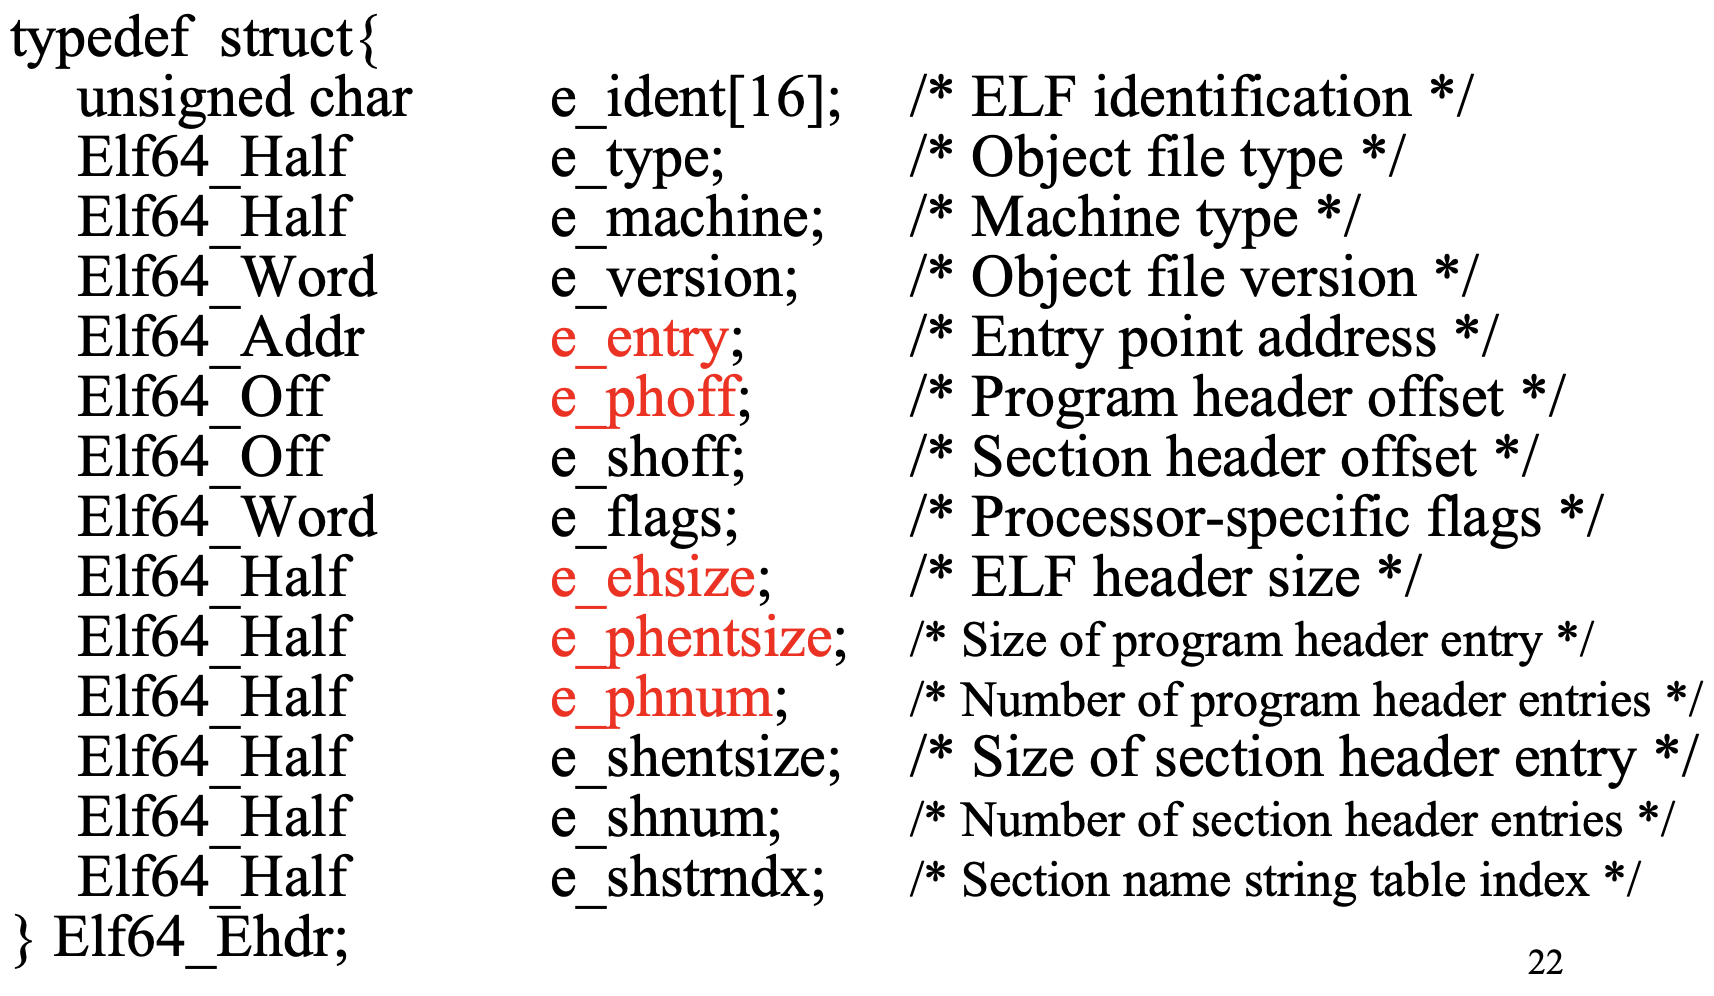 typedef struct{
unsigned char e_ident[16]; /* ELF identification */
Elf64_Half e_type; /* Object file type */
Elf64_Half e_machine; /* Machine type */
Elf64_Word e_version; /* Object file version */
Elf64_Addr e_entry; /* Entry point address */
Elf64_Off e_phoff; /* Program header offset */
Elf64_Off e_shoff; /* Section header offset */
Elf64_Word e_flags; /* Processor-specific flags */
Elf64_Half e_ehsize; /* ELF header size */
Elf64_Half e_phentsize; /* Size of program header entry */
Elf64_Half e_phnum; /* Number of program header entries */
Elf64_Half e_shentsize; /* Size of section header entry */
Elf64_Half e_shnum; /* Number of section header entries */
Elf64_Half e_shstrndx; /* Section name string table index */
} Elf64_Ehdr;
22